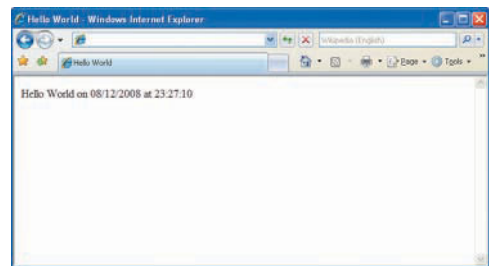 Hello World - Windows Internet Explorer
Wikipedia (English)
Hello World
Page
Tools
Hello World on 08/12/2008 at 23:27:10